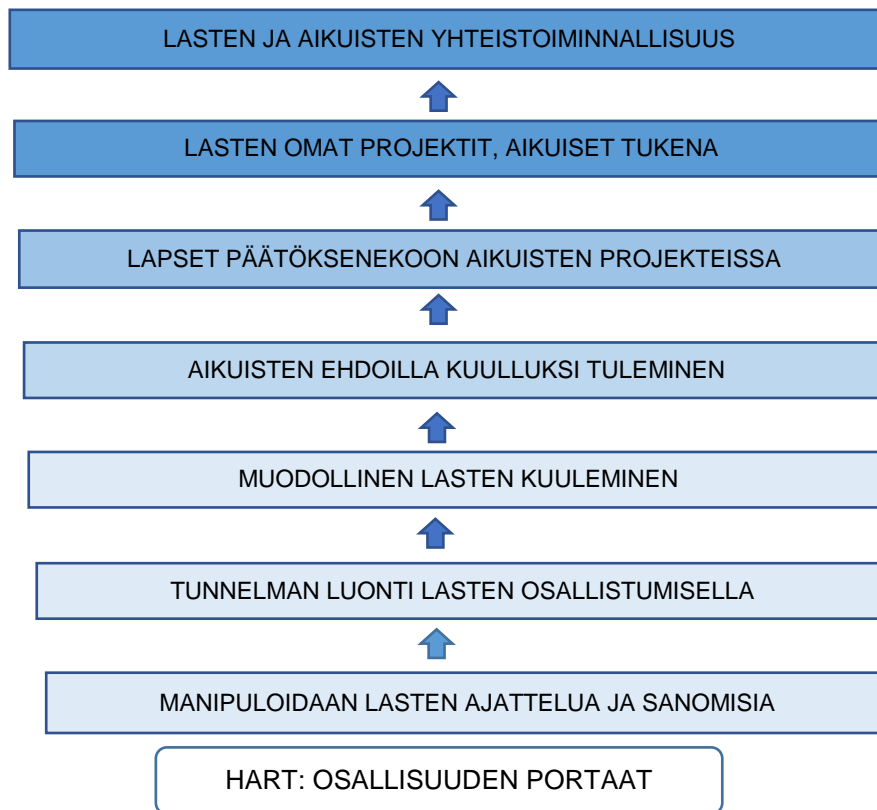 LASTEN JA AIKUISTEN YHTEISTOIMINNALLISUUS
LASTEN OMAT PROJEKTIT, AIKUISET TUKENA
LAPSET PÄÄTÖKSENEKOON AIKUISTEN PROJEKTEISSA
AIKUISTEN EHDOILLA KUULLUKSI TULEMINEN
MUODOLLINEN LASTEN KUULEMINEN
TUNNELMAN LUONTI LASTEN OSALLISTUMISELLA
MANIPULOIDAAN LASTEN AJATTELUA JA SANOMISIA
HART: OSALLISUUDEN PORTAAT